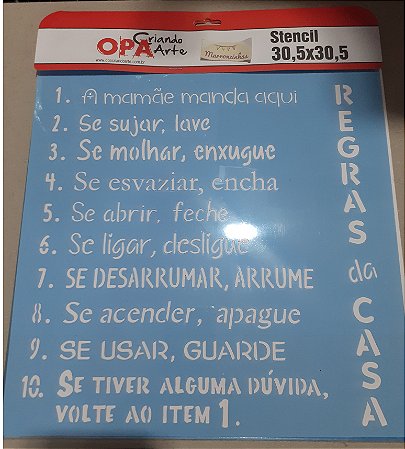 OPA Criando Arte
Marronzinhos
Stencil
30,5x30,5
1. A mamãe manda aqui
2. Se sujar, lave
3. Se molhar, enxugue
4. Se esvaziar, encha
5. Se abrir, feche
6. Se ligar, desligue
7. SE DESARRUMAR, ARRUME
8. Se acender, apague
9. SE USAR, GUARDE
10. SE TIVER ALGUMA DÚVIDA,
VOLTE AO ITEM 1.
REGRAS da CASA